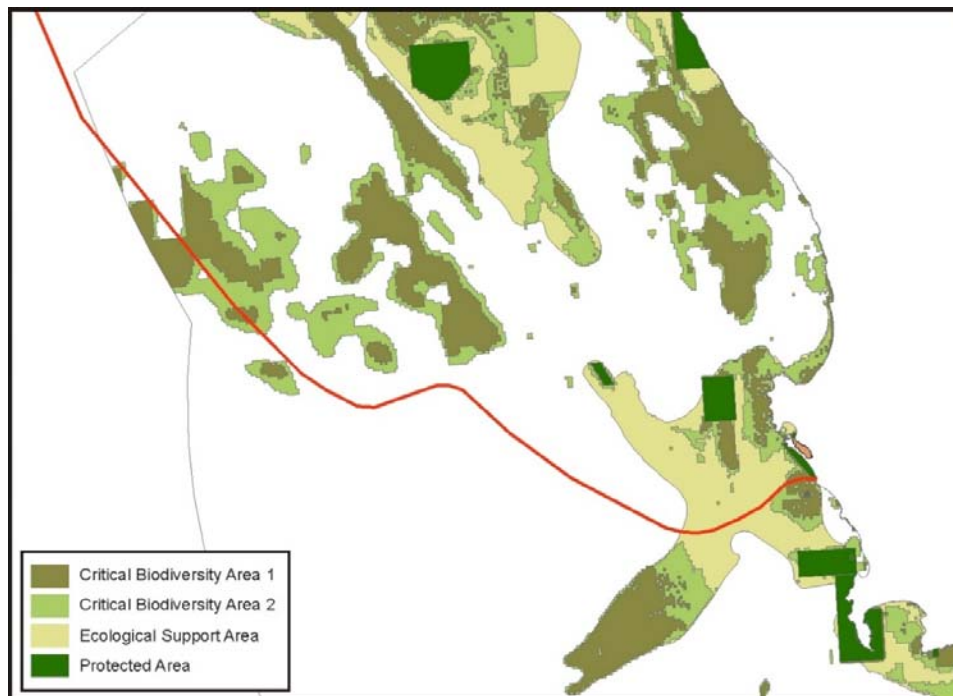 Critical Biodiversity Area 1
Critical Biodiversity Area 2
Ecological Support Area
Protected Area